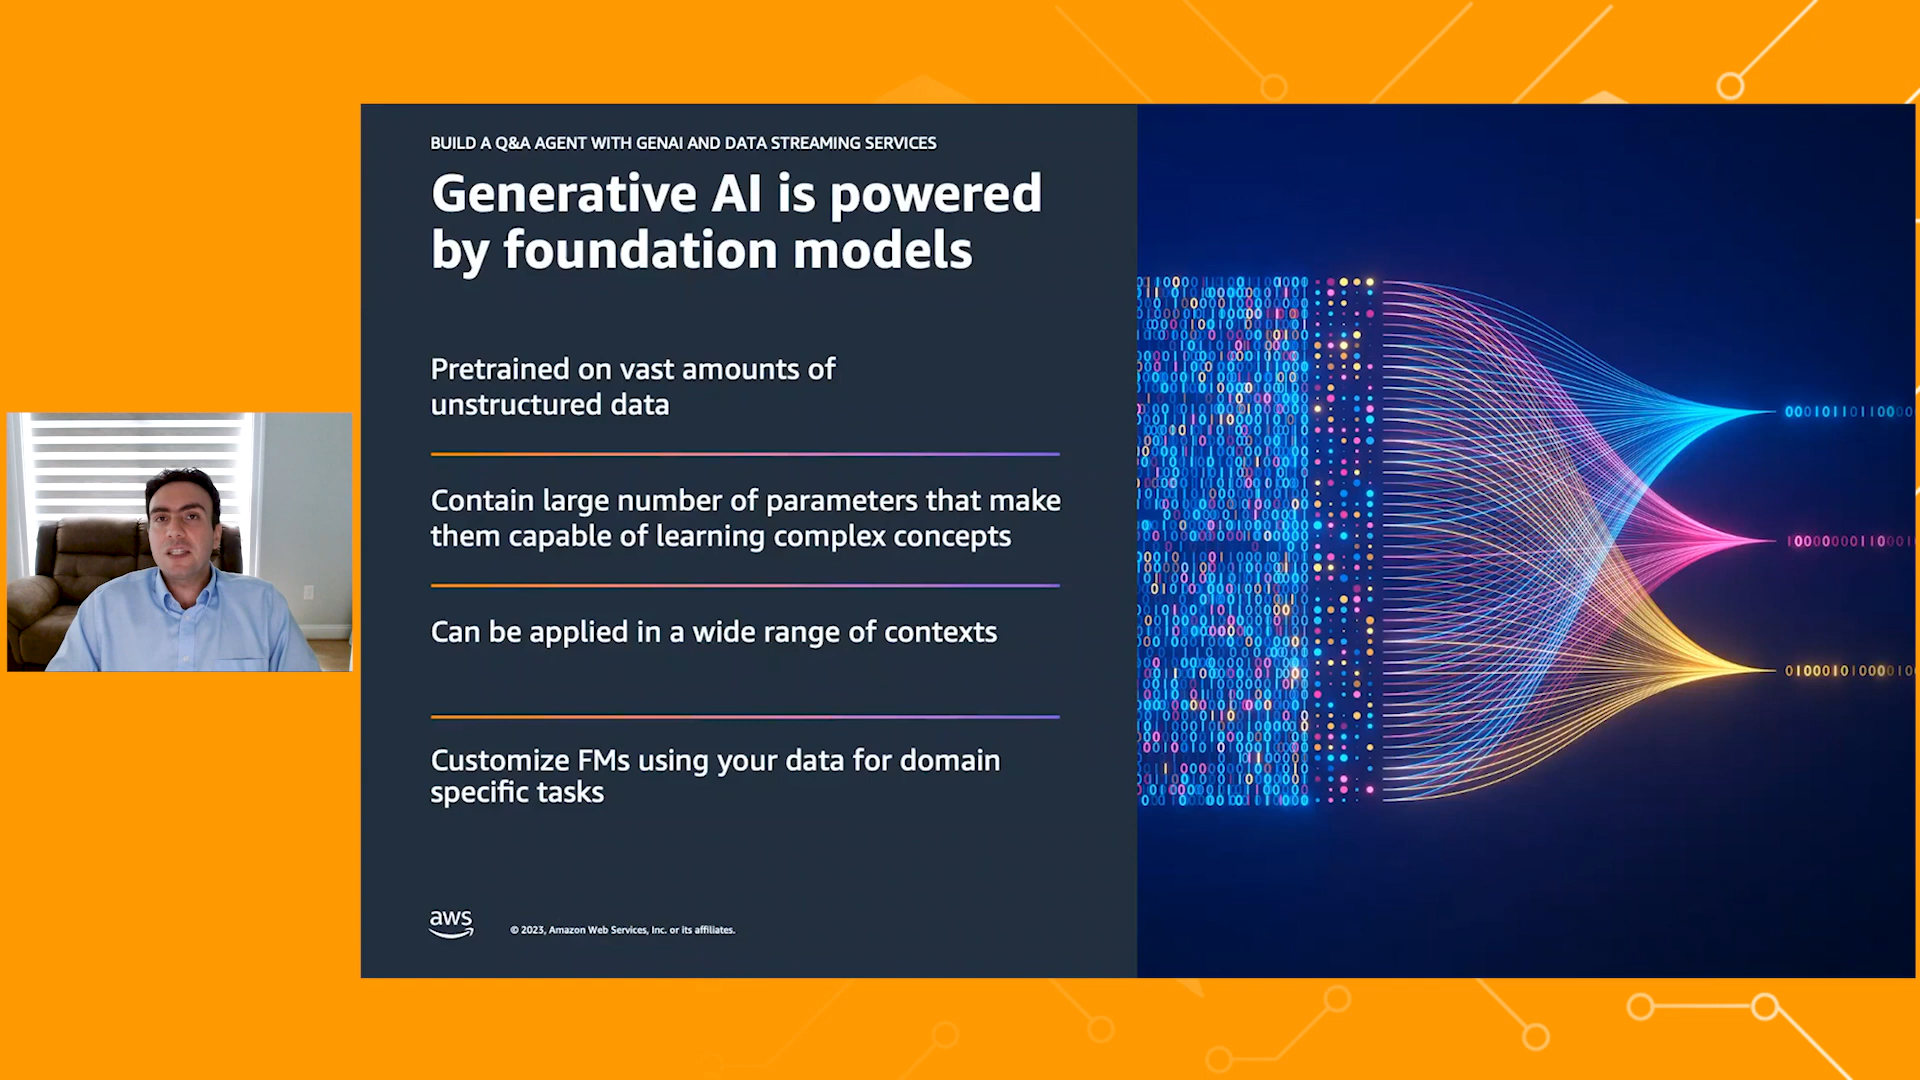 BUILD A Q&A AGENT WITH GENAI AND DATA STREAMING SERVICES
Generative AI is powered
by foundation models
Pretrained on vast amounts of
unstructured data
Contain large number of parameters that make
them capable of learning complex concepts
Can be applied in a wide range of contexts
Customize FMs using your data for domain
specific tasks
aws
© 2023, Amazon Web Services, Inc. or its affiliates.